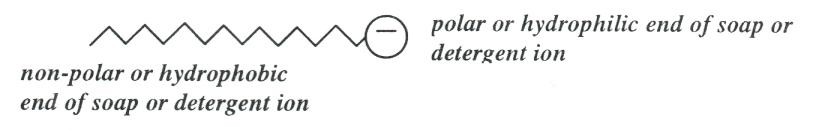 polar or hydrophilic end of soap or
detergent ion
non-polar or hydrophobic
end of soap or detergent ion